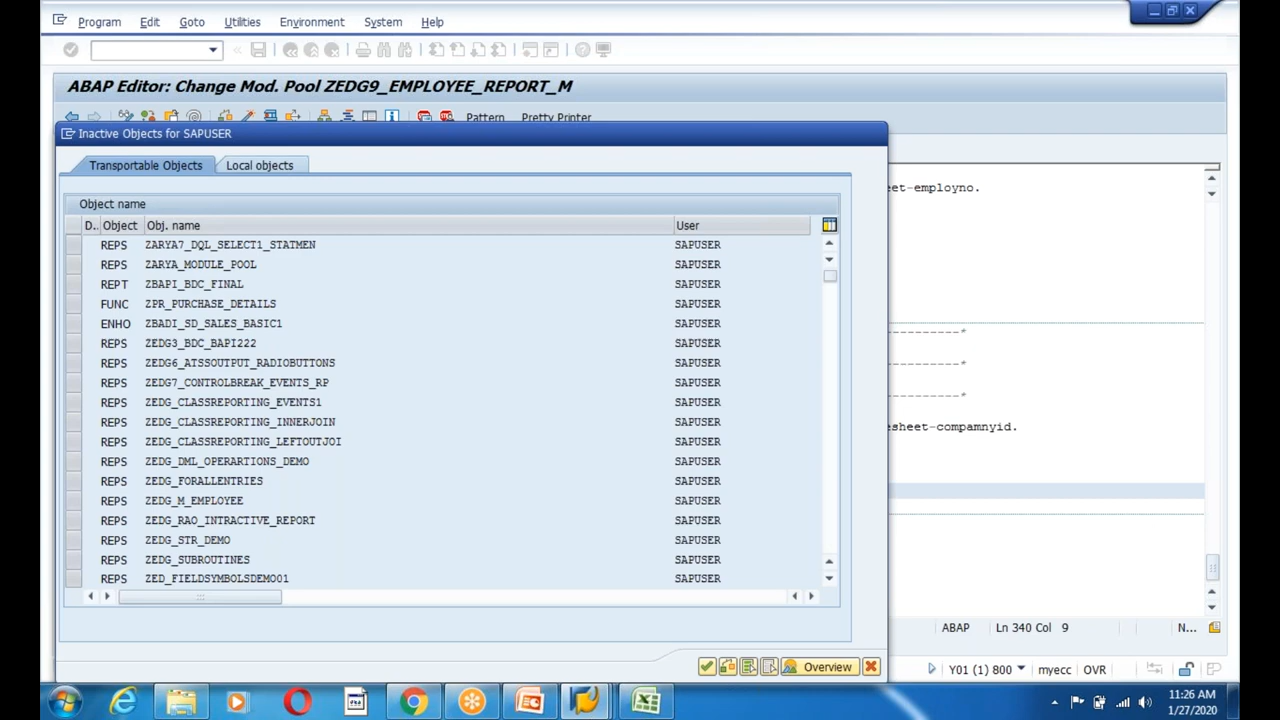 Program Edit Goto Utilities Environment System Help
ABAP Editor: Change Mod. Pool ZEDG9_EMPLOYEE_REPORT_M
Pattern Pretty Printer
Inactive Objects for SAPUSER
Transportable Objects Local objects
Object name
D.. Object Obj. name User
REPS ZARYA7_DQL_SELECT1_STATMEN SAPUSER
REPS ZARYA_MODULE_POOL SAPUSER
REPT ZBAPI_BDC_FINAL SAPUSER
FUNC ZPR_PURCHASE_DETAILS SAPUSER
ENHO ZBADI_SD_SALES_BASIC1 SAPUSER
REPS ZEDG3_BDC_BAPI222 SAPUSER
REPS ZEDG6_ATSSOUTPUT_RADIOBUTTONS SAPUSER
REPS ZEDG7_CONTROLBREAK_EVENTS_RP SAPUSER
REPS ZEDG_CLASSREPORTING_EVENTS1 SAPUSER
REPS ZEDG_CLASSREPORTING_INNERJOIN SAPUSER
REPS ZEDG_CLASSREPORTING_LEFTOUTJOI SAPUSER
REPS ZEDG_DML_OPERARTIONS_DEMO SAPUSER
REPS ZEDG_FORALLENTRIES SAPUSER
REPS ZEDG_M_EMPLOYEE SAPUSER
REPS ZEDG_RAO_INTRACTIVE_REPORT SAPUSER
REPS ZEDG_STR_DEMO SAPUSER
REPS ZEDG_SUBROUTINES SAPUSER
REPS ZED_FIELDSYMBOLSDEMO01 SAPUSER
Overview
eet-employno.
----------*
----------*
----------*
esheet-compamnyid.
ABAP Ln 340 Col 9 N...
Y01 (1) 800 myecc OVR
11:26 AM
1/27/2020